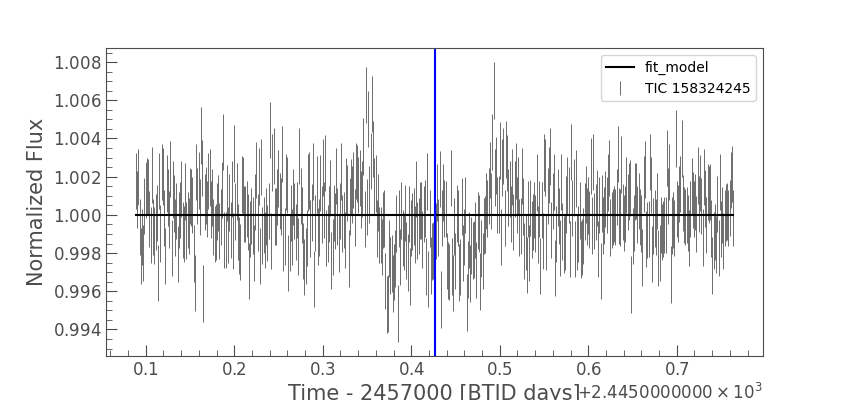 1.008
1.006
1.004
1.002
1.000
0.998
0.996
0.994
Normalized Flux
fit_model
TIC 158324245
0.1 0.2 0.3 0.4 0.5 0.6 0.7
Time - 2457000 [BTJD days]
+2.4450000000 × 10³